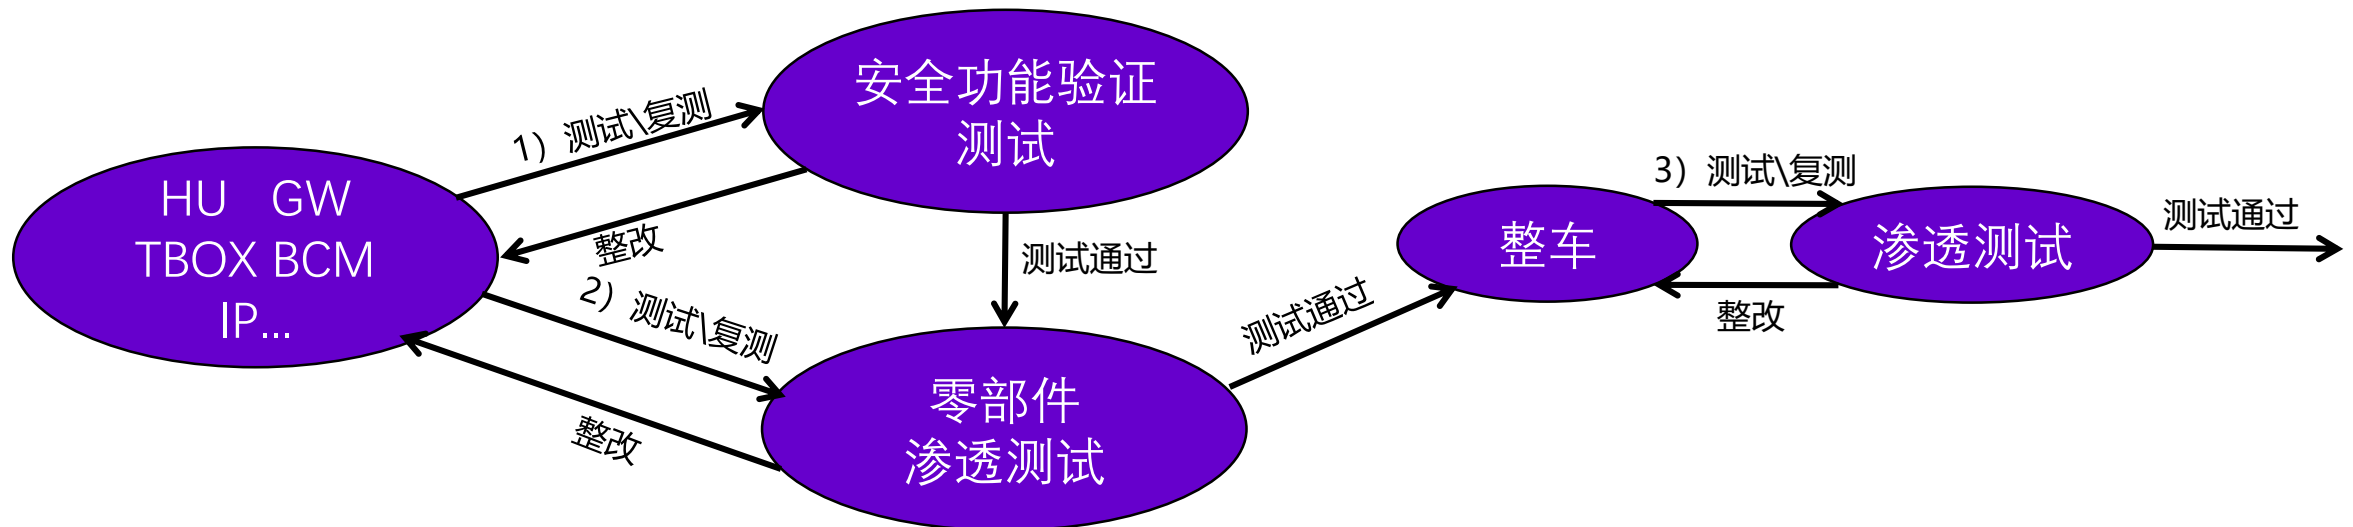 1）测试\复测
安全功能验证
测试
HU GW
TBOX BCM
IP...
整改
测试通过
2）测试\复测
整改
零部件
渗透测试
测试通过
整车
3）测试\复测
渗透测试
整改
测试通过